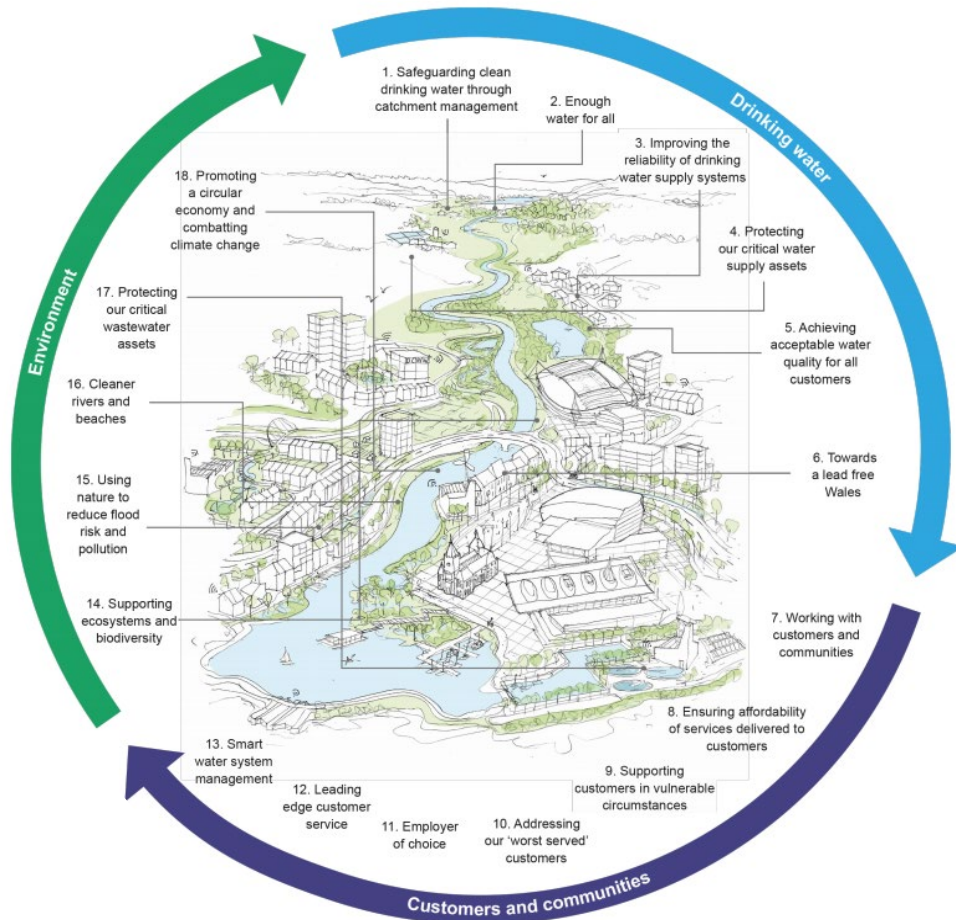 Drinking water
1. Safeguarding clean
drinking water through
catchment management
2. Enough
water for all
3. Improving the
reliability of drinking
water supply systems
4. Protecting
our critical water
supply assets
5. Achieving
acceptable water
quality for all
customers
6. Towards
a lead free
Wales
7. Working with
customers and
communities
8. Ensuring affordability
of services delivered to
customers
9. Supporting
customers in vulnerable
circumstances
10. Addressing
our ‘worst served’
customers
11. Employer
of choice
12. Leading
edge customer
service
13. Smart
water system
management
Customers and communities
14. Supporting
ecosystems and
biodiversity
15. Using
nature to
reduce flood
risk and
pollution
16. Cleaner
rivers and
beaches
17. Protecting
our critical
wastewater
assets
18. Promoting
a circular
economy and
combatting
climate change
Environment